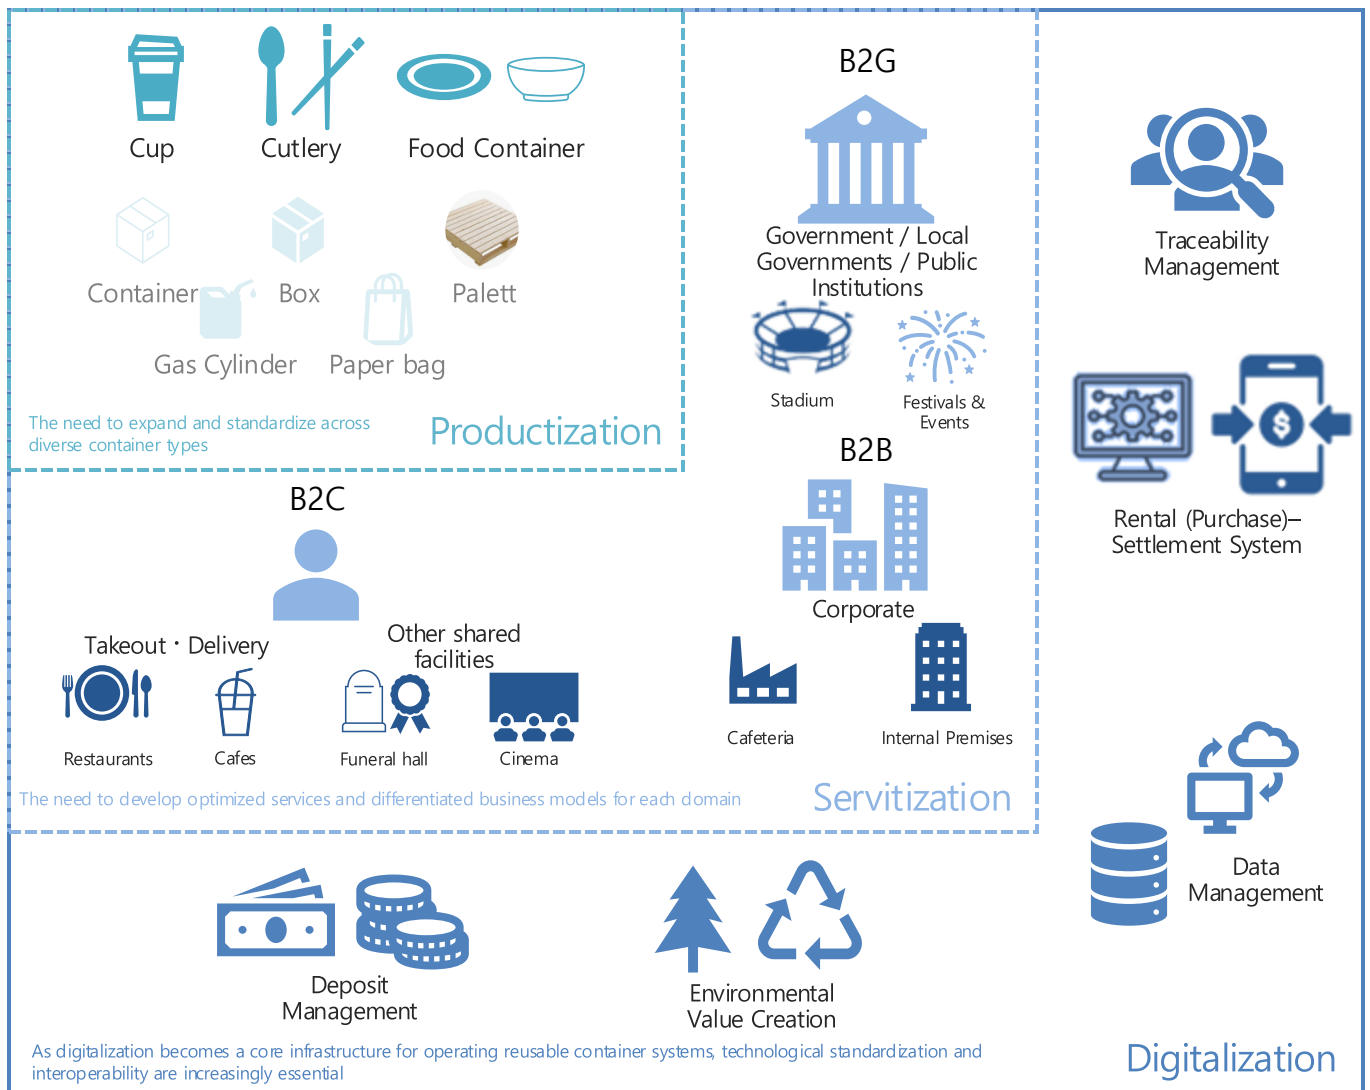 Cup
Cutlery
Food Container
Container
Box
Palett
Gas Cylinder
Paper bag
The need to expand and standardize across
diverse container types
Productization
B2G
Government / Local
Governments / Public
Institutions
Stadium
Festivals &
Events
B2B
Corporate
Cafeteria
Internal Premises
B2C
Takeout · Delivery
Other shared
facilities
Restaurants
Cafes
Funeral hall
Cinema
The need to develop optimized services and differentiated business models for each domain
Servitization
Traceability
Management
$
Rental (Purchase)–
Settlement System
Data
Management
Deposit
Management
Environmental
Value Creation
As digitalization becomes a core infrastructure for operating reusable container systems, technological standardization and
interoperability are increasingly essential
Digitalization